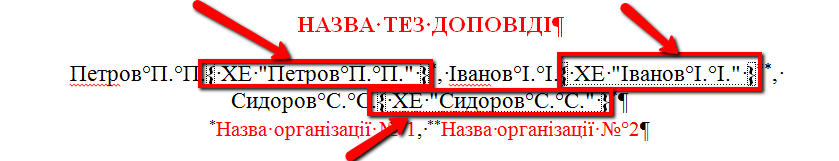 НАЗВА·ТЕЗ·ДОПОВІДІ¶
Петров°П.°П.{·XE·"Петров°П.°П."·}*,·Іванов°І.°І.{·XE·"Іванов°І.°І."·}*,·
Сидоров°С.°С.{·XE·"Сидоров°С.°С."·}¶
*Назва·організації·№°1,·**Назва·організації·№°2¶